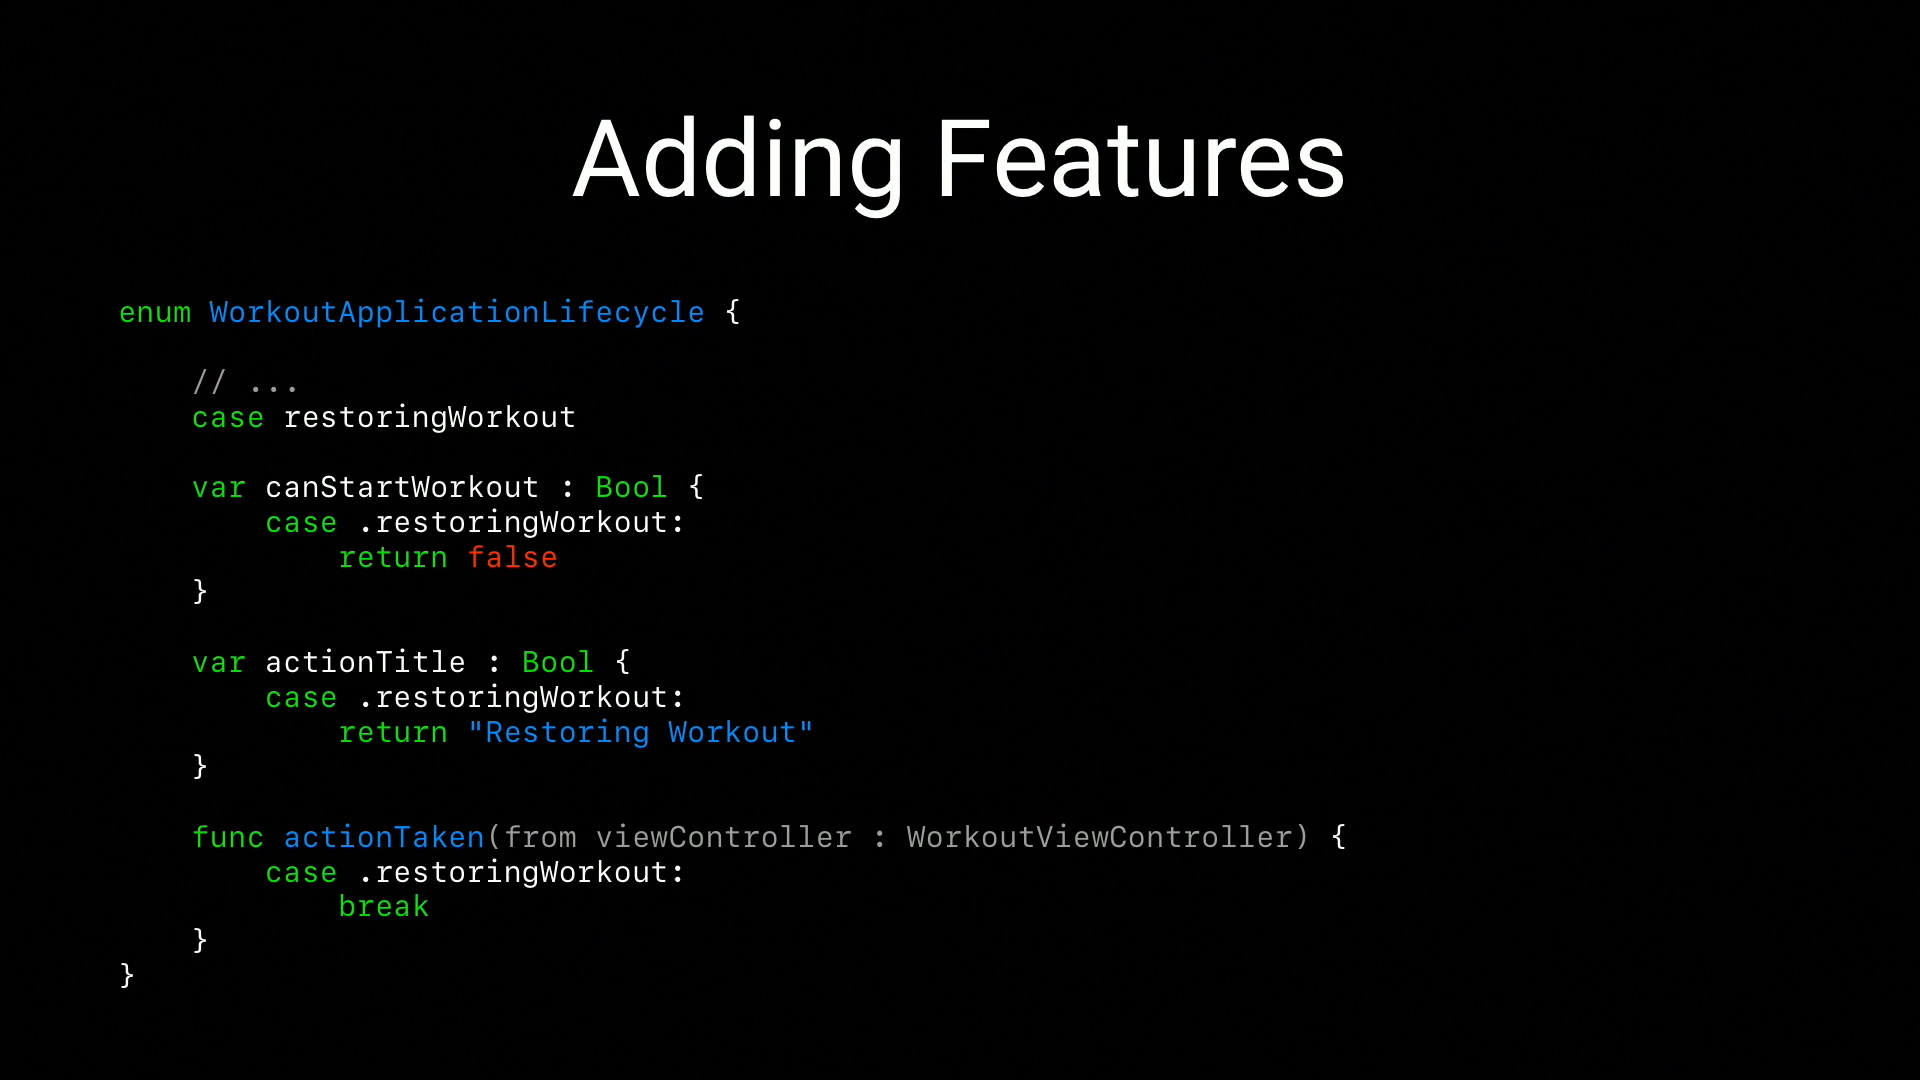 Adding Features
enum WorkoutApplicationLifecycle {
// ...
case restoringWorkout
var canStartWorkout : Bool {
case .restoringWorkout:
return false
}
var actionTitle : Bool {
case .restoringWorkout:
return "Restoring Workout"
}
func actionTaken(from viewController : WorkoutViewController) {
case .restoringWorkout:
break
}
}